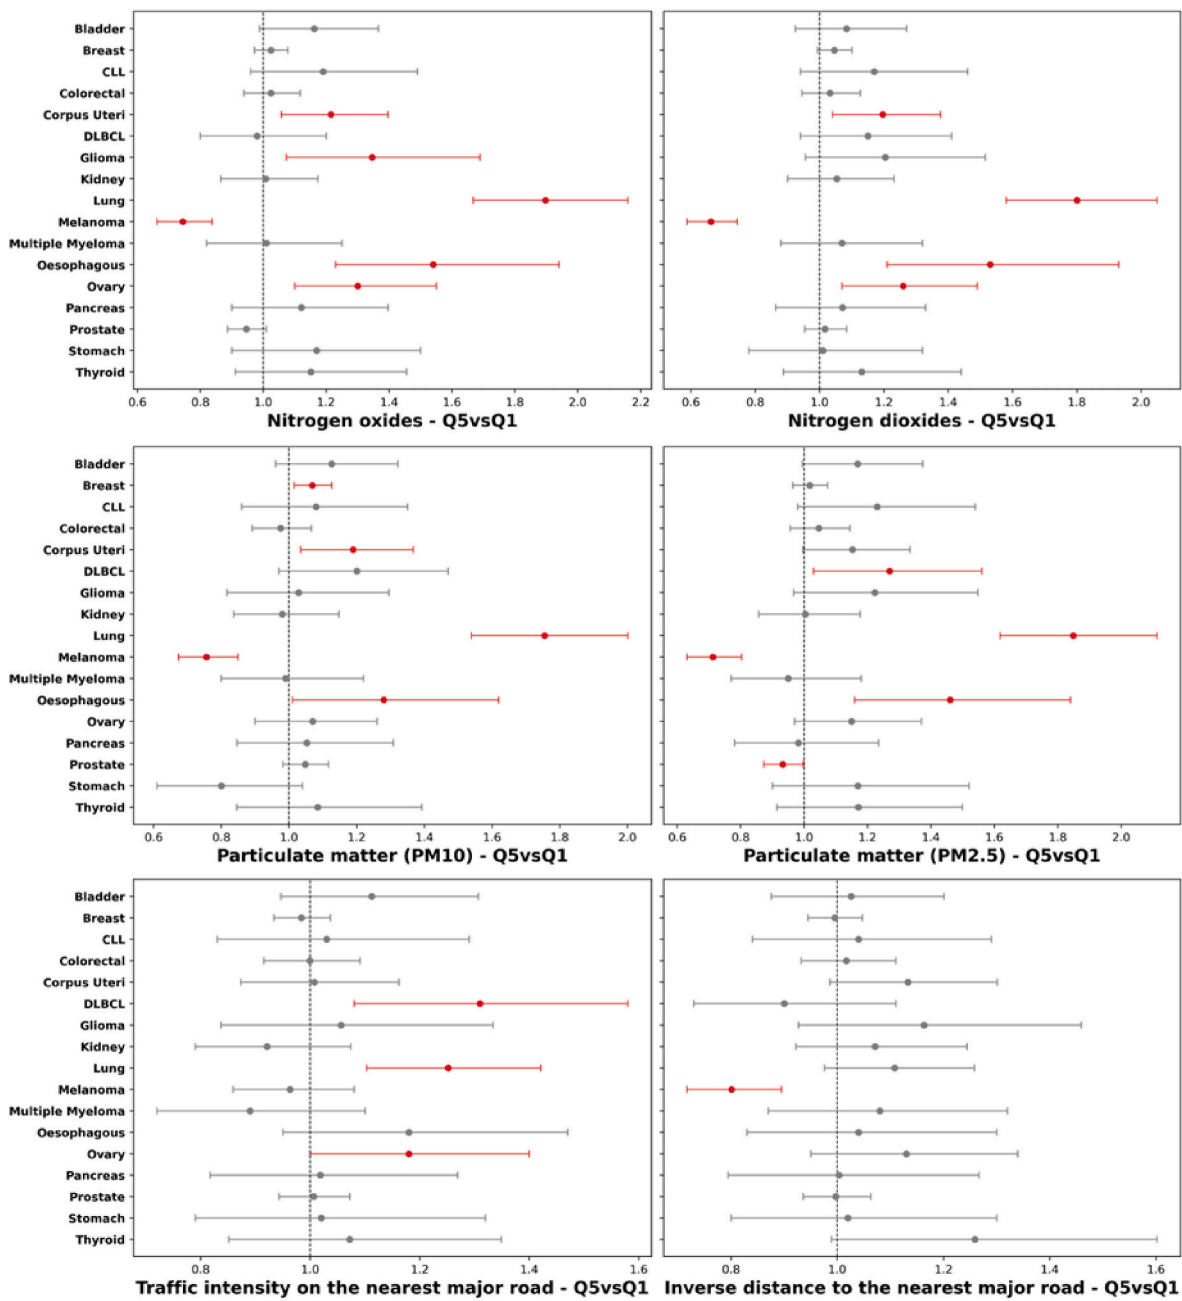 Bladder
Breast
CLL
Colorectal
Corpus Uteri
DLBCL
Glioma
Kidney
Lung
Melanoma
Multiple Myeloma
Oesophagous
Ovary
Pancreas
Prostate
Stomach
Thyroid
0.6 0.8 1.0 1.2 1.4 1.6 1.8 2.0 2.2
Nitrogen oxides - Q5vsQ1
0.6 0.8 1.0 1.2 1.4 1.6 1.8 2.0
Nitrogen dioxides - Q5vsQ1
Bladder
Breast
CLL
Colorectal
Corpus Uteri
DLBCL
Glioma
Kidney
Lung
Melanoma
Multiple Myeloma
Oesophagous
Ovary
Pancreas
Prostate
Stomach
Thyroid
0.6 0.8 1.0 1.2 1.4 1.6 1.8 2.0
Particulate matter (PM10) - Q5vsQ1
0.6 0.8 1.0 1.2 1.4 1.6 1.8 2.0
Particulate matter (PM2.5) - Q5vsQ1
Bladder
Breast
CLL
Colorectal
Corpus Uteri
DLBCL
Glioma
Kidney
Lung
Melanoma
Multiple Myeloma
Oesophagous
Ovary
Pancreas
Prostate
Stomach
Thyroid
0.8 1.0 1.2 1.4 1.6
Traffic intensity on the nearest major road - Q5vsQ1
0.8 1.0 1.2 1.4 1.6
Inverse distance to the nearest major road - Q5vsQ1